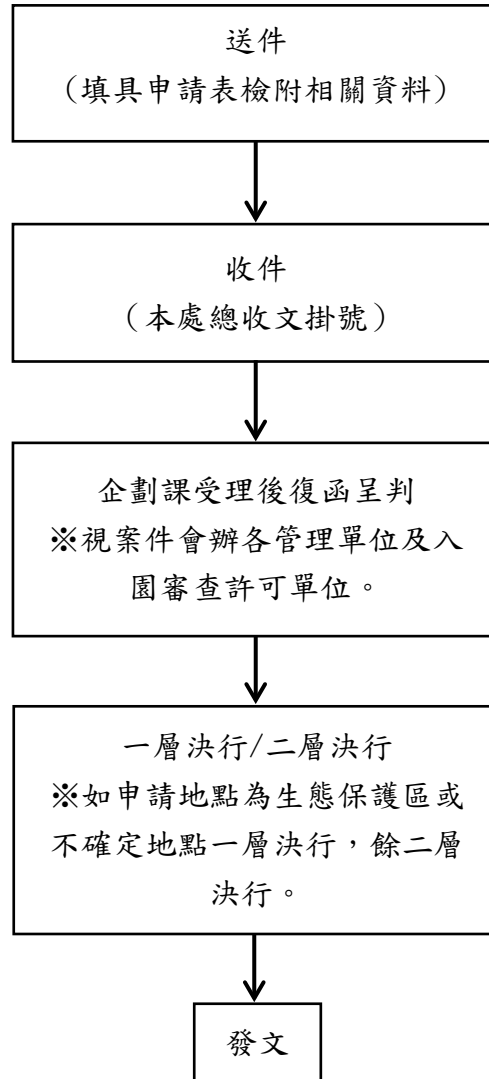 送件
（填具申請表檢附相關資料）
收件
（本處總收文掛號）
企劃課受理後復函呈判
※視案件會辦各管理單位及入
園審查許可單位。
一層決行/二層決行
※如申請地點為生態保護區或
不確定地點一層決行，餘二層
決行。
發文